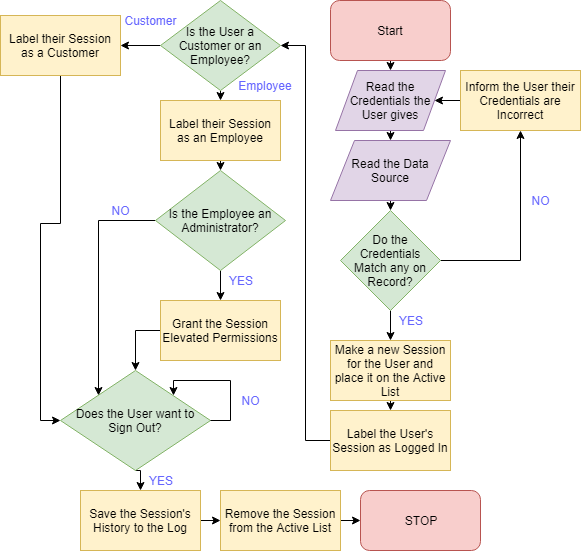 Start
Read the
Credentials the
User gives
Inform the User their
Credentials are
Incorrect
Read the Data
Source
Do the
Credentials
Match any on
Record?
NO
YES
Make a new Session
for the User and
place it on the Active
List
Label the User's
Session as Logged In
Is the User a
Customer or an
Employee?
Customer
Label their Session
as a Customer
Employee
Label their Session
as an Employee
Is the Employee an
Administrator?
NO
YES
Grant the Session
Elevated Permissions
Does the User want to
Sign Out?
NO
YES
Save the Session's
History to the Log
Remove the Session
from the Active List
STOP